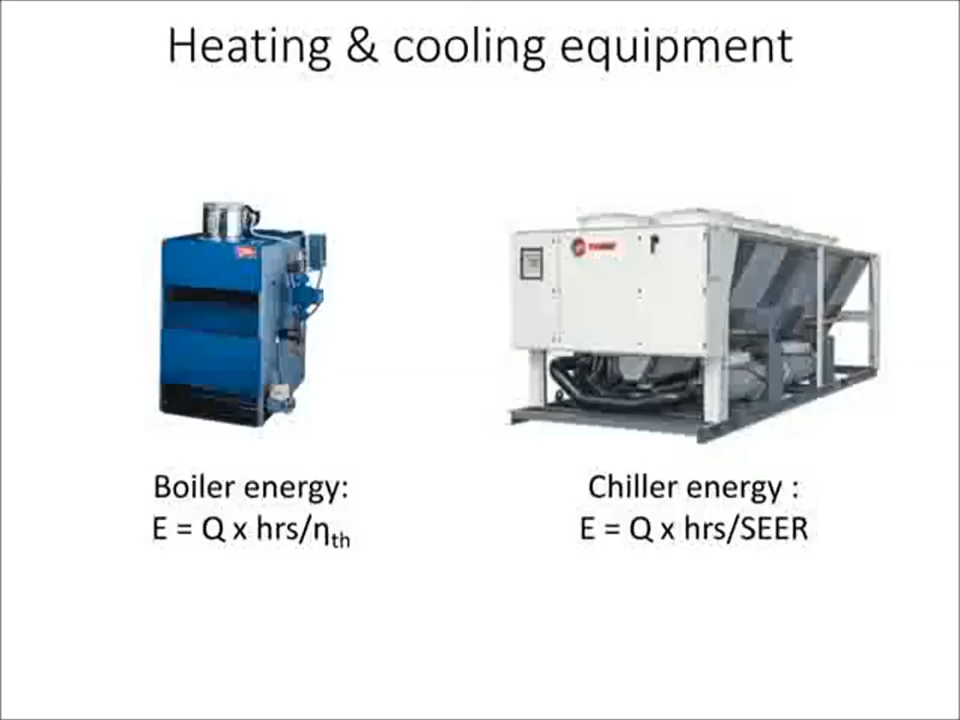 Heating & cooling equipment
Boiler energy:
E = Q x hrs/η_th
Chiller energy :
E = Q x hrs/SEER